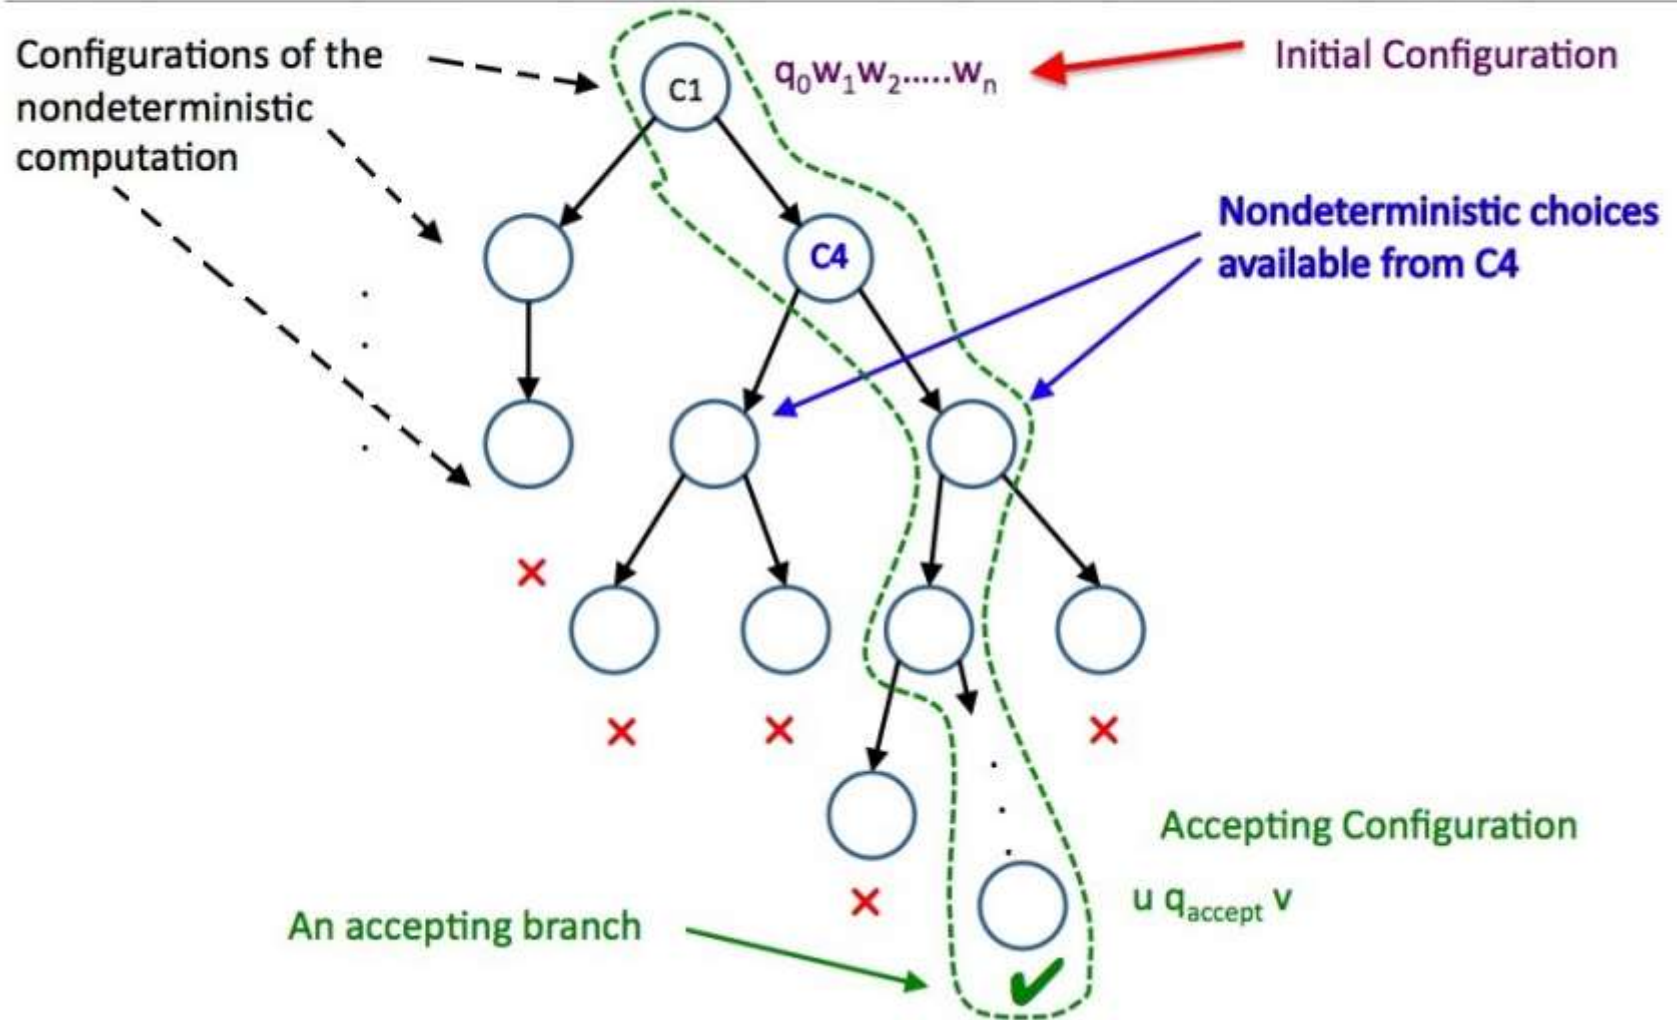 Configurations of the
nondeterministic
computation
C1
q₀w₁w₂.....wₙ
Initial Configuration
C4
Nondeterministic choices
available from C4
Accepting Configuration
u q_accept v
An accepting branch